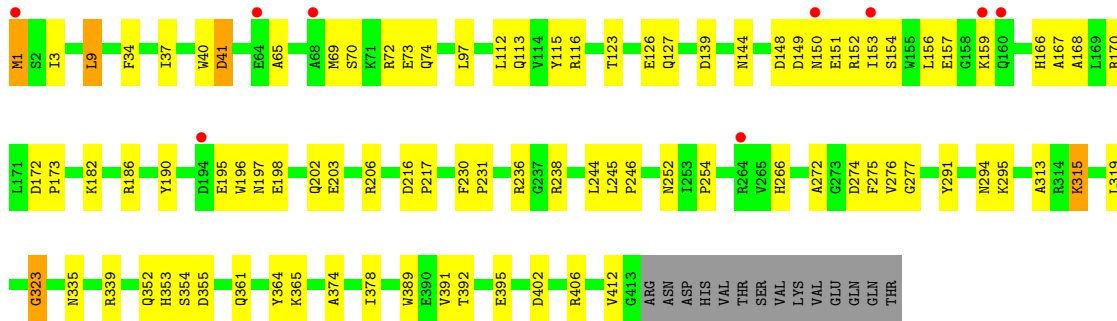 M1 S2 I3 L9 F34 I37 W40 D41 E64 A65 A68 M69 S70 K71 R72 E73 Q74 L97 L112 Q113 V114 Y115 R116 T123 E126 Q127 D139 N144 D148 D149 N150 E151 R152 I153 S154 W155 L156 E157 G158 K159 Q160 H166 A167 A168 L169 R170
L171 D172 P173 K182 R186 Y190 D194 E195 W196 N197 E198 Q202 E203 R206 D216 P217 F230 P231 R236 G237 R238 L244 L245 P246 N252 I253 P254 R264 V265 H266 A272 G273 D274 F275 V276 G277 Y291 N294 K295 A313 R314 K315 L319
G323 N335 R339 Q352 H353 S354 D355 Q361 Y364 K365 A374 I378 W389 E390 V391 T392 E395 D402 R406 V412 G413 ARG ASN ASP HIS VAL THR SER VAL LYS VAL GLU GLN GLN THR